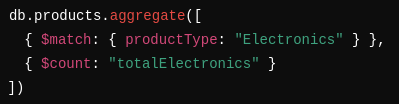 db.products.aggregate([
  { $match: { productType: "Electronics" } },
  { $count: "totalElectronics" }
])